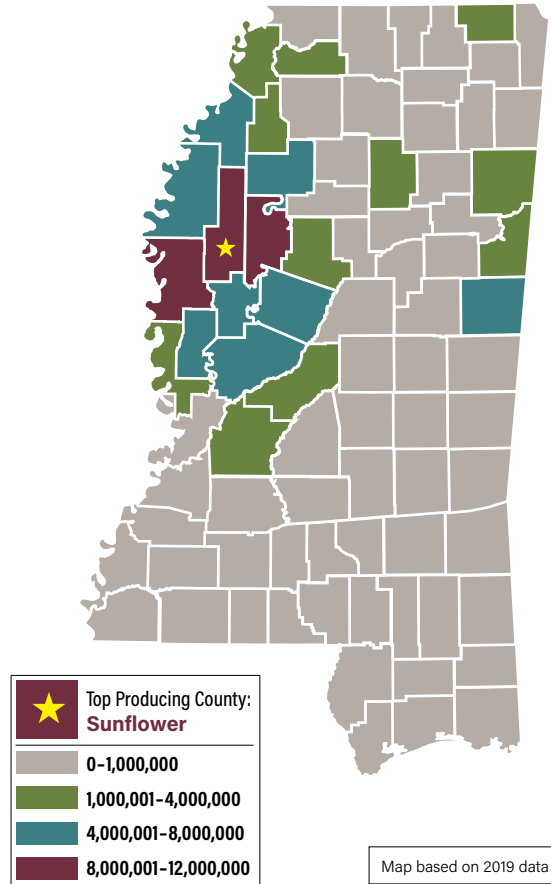 Top Producing County:
Sunflower
0–1,000,000
1,000,001–4,000,000
4,000,001–8,000,000
8,000,001–12,000,000
Map based on 2019 data